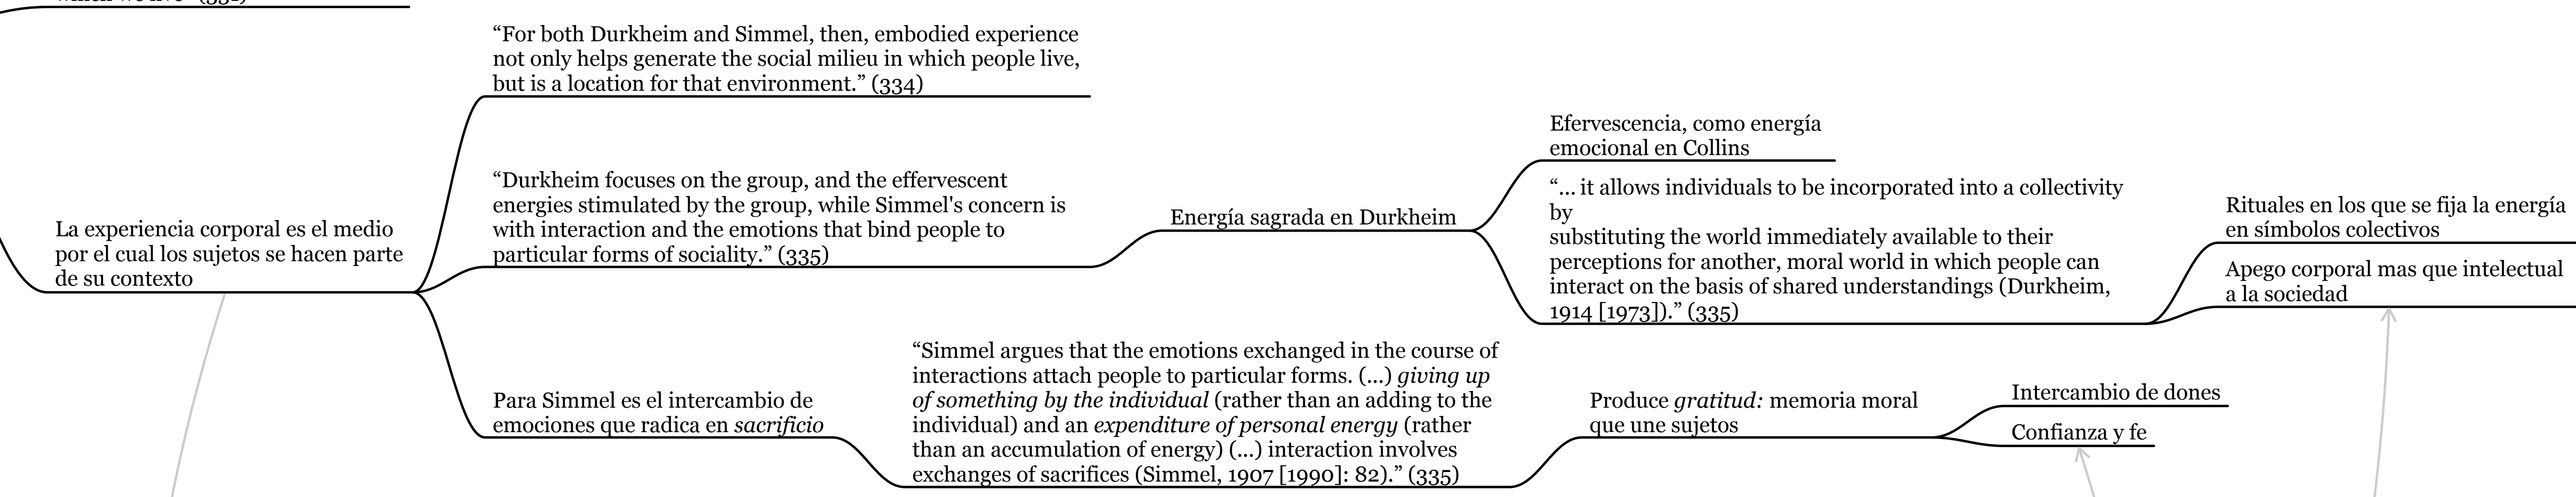 which we live" (331)
“For both Durkheim and Simmel, then, embodied experience
not only helps generate the social milieu in which people live,
but is a location for that environment.” (334)
La experiencia corporal es el medio
por el cual los sujetos se hacen parte
de su contexto
“Durkheim focuses on the group, and the effervescent
energies stimulated by the group, while Simmel's concern is
with interaction and the emotions that bind people to
particular forms of sociality.” (335)
Energía sagrada en Durkheim
Efervescencia, como energía
emocional en Collins
“... it allows individuals to be incorporated into a collectivity
by
substituting the world immediately available to their
perceptions for another, moral world in which people can
interact on the basis of shared understandings (Durkheim,
1914 [1973]).” (335)
Rituales en los que se fija la energía
en símbolos colectivos
Apego corporal mas que intelectual
a la sociedad
Para Simmel es el intercambio de
emociones que radica en sacrificio
“Simmel argues that the emotions exchanged in the course of
interactions attach people to particular forms. (...) giving up
of something by the individual (rather than an adding to the
individual) and an expenditure of personal energy (rather
than an accumulation of energy) (...) interaction involves
exchanges of sacrifices (Simmel, 1907 [1990]: 82).” (335)
Produce gratitud: memoria moral
que une sujetos
Intercambio de dones
Confianza y fe